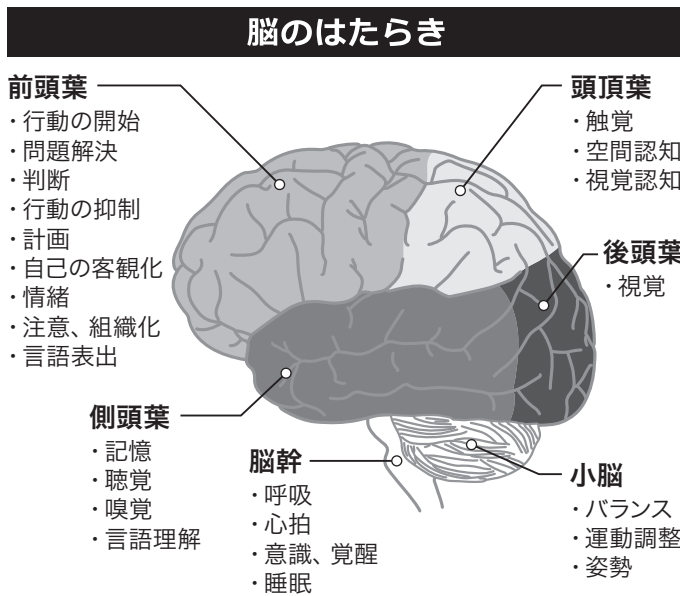 脳のはたらき
前頭葉
・行動の開始
・問題解決
・判断
・行動の抑制
・計画
・自己の客観化
・情緒
・注意、組織化
・言語表出
頭頂葉
・触覚
・空間認知
・視覚認知
後頭葉
・視覚
側頭葉
・記憶
・聴覚
・嗅覚
・言語理解
脳幹
・呼吸
・心拍
・意識、覚醒
・睡眠
小脳
・バランス
・運動調整
・姿勢